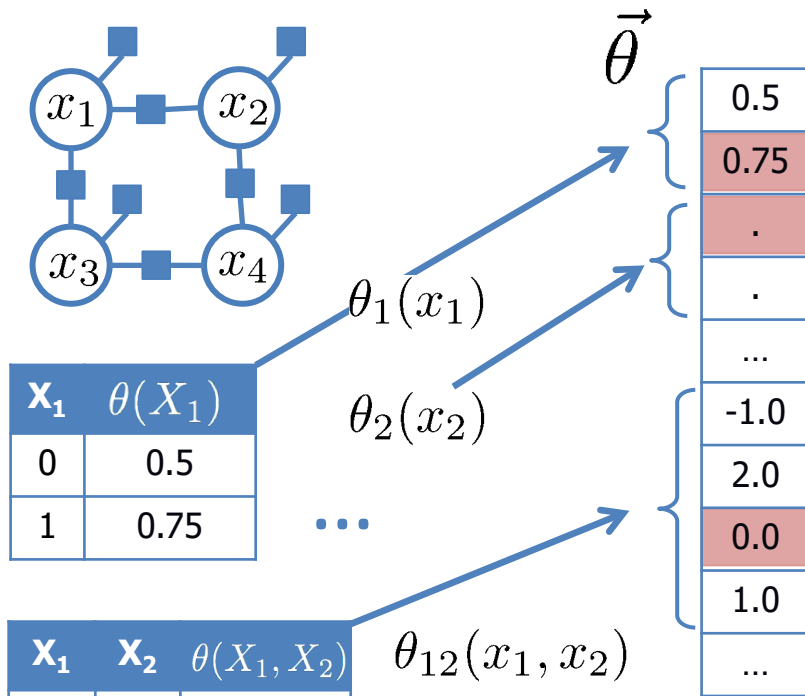 x₁ x₂
x₃ x₄
θ⃗
0.5
0.75
.
.
...
-1.0
2.0
0.0
1.0
...
θ₁(x₁)
θ₂(x₂)
...
θ₁₂(x₁, x₂)
X₁ θ(X₁)
0 0.5
1 0.75
X₁ X₂ θ(X₁, X₂)